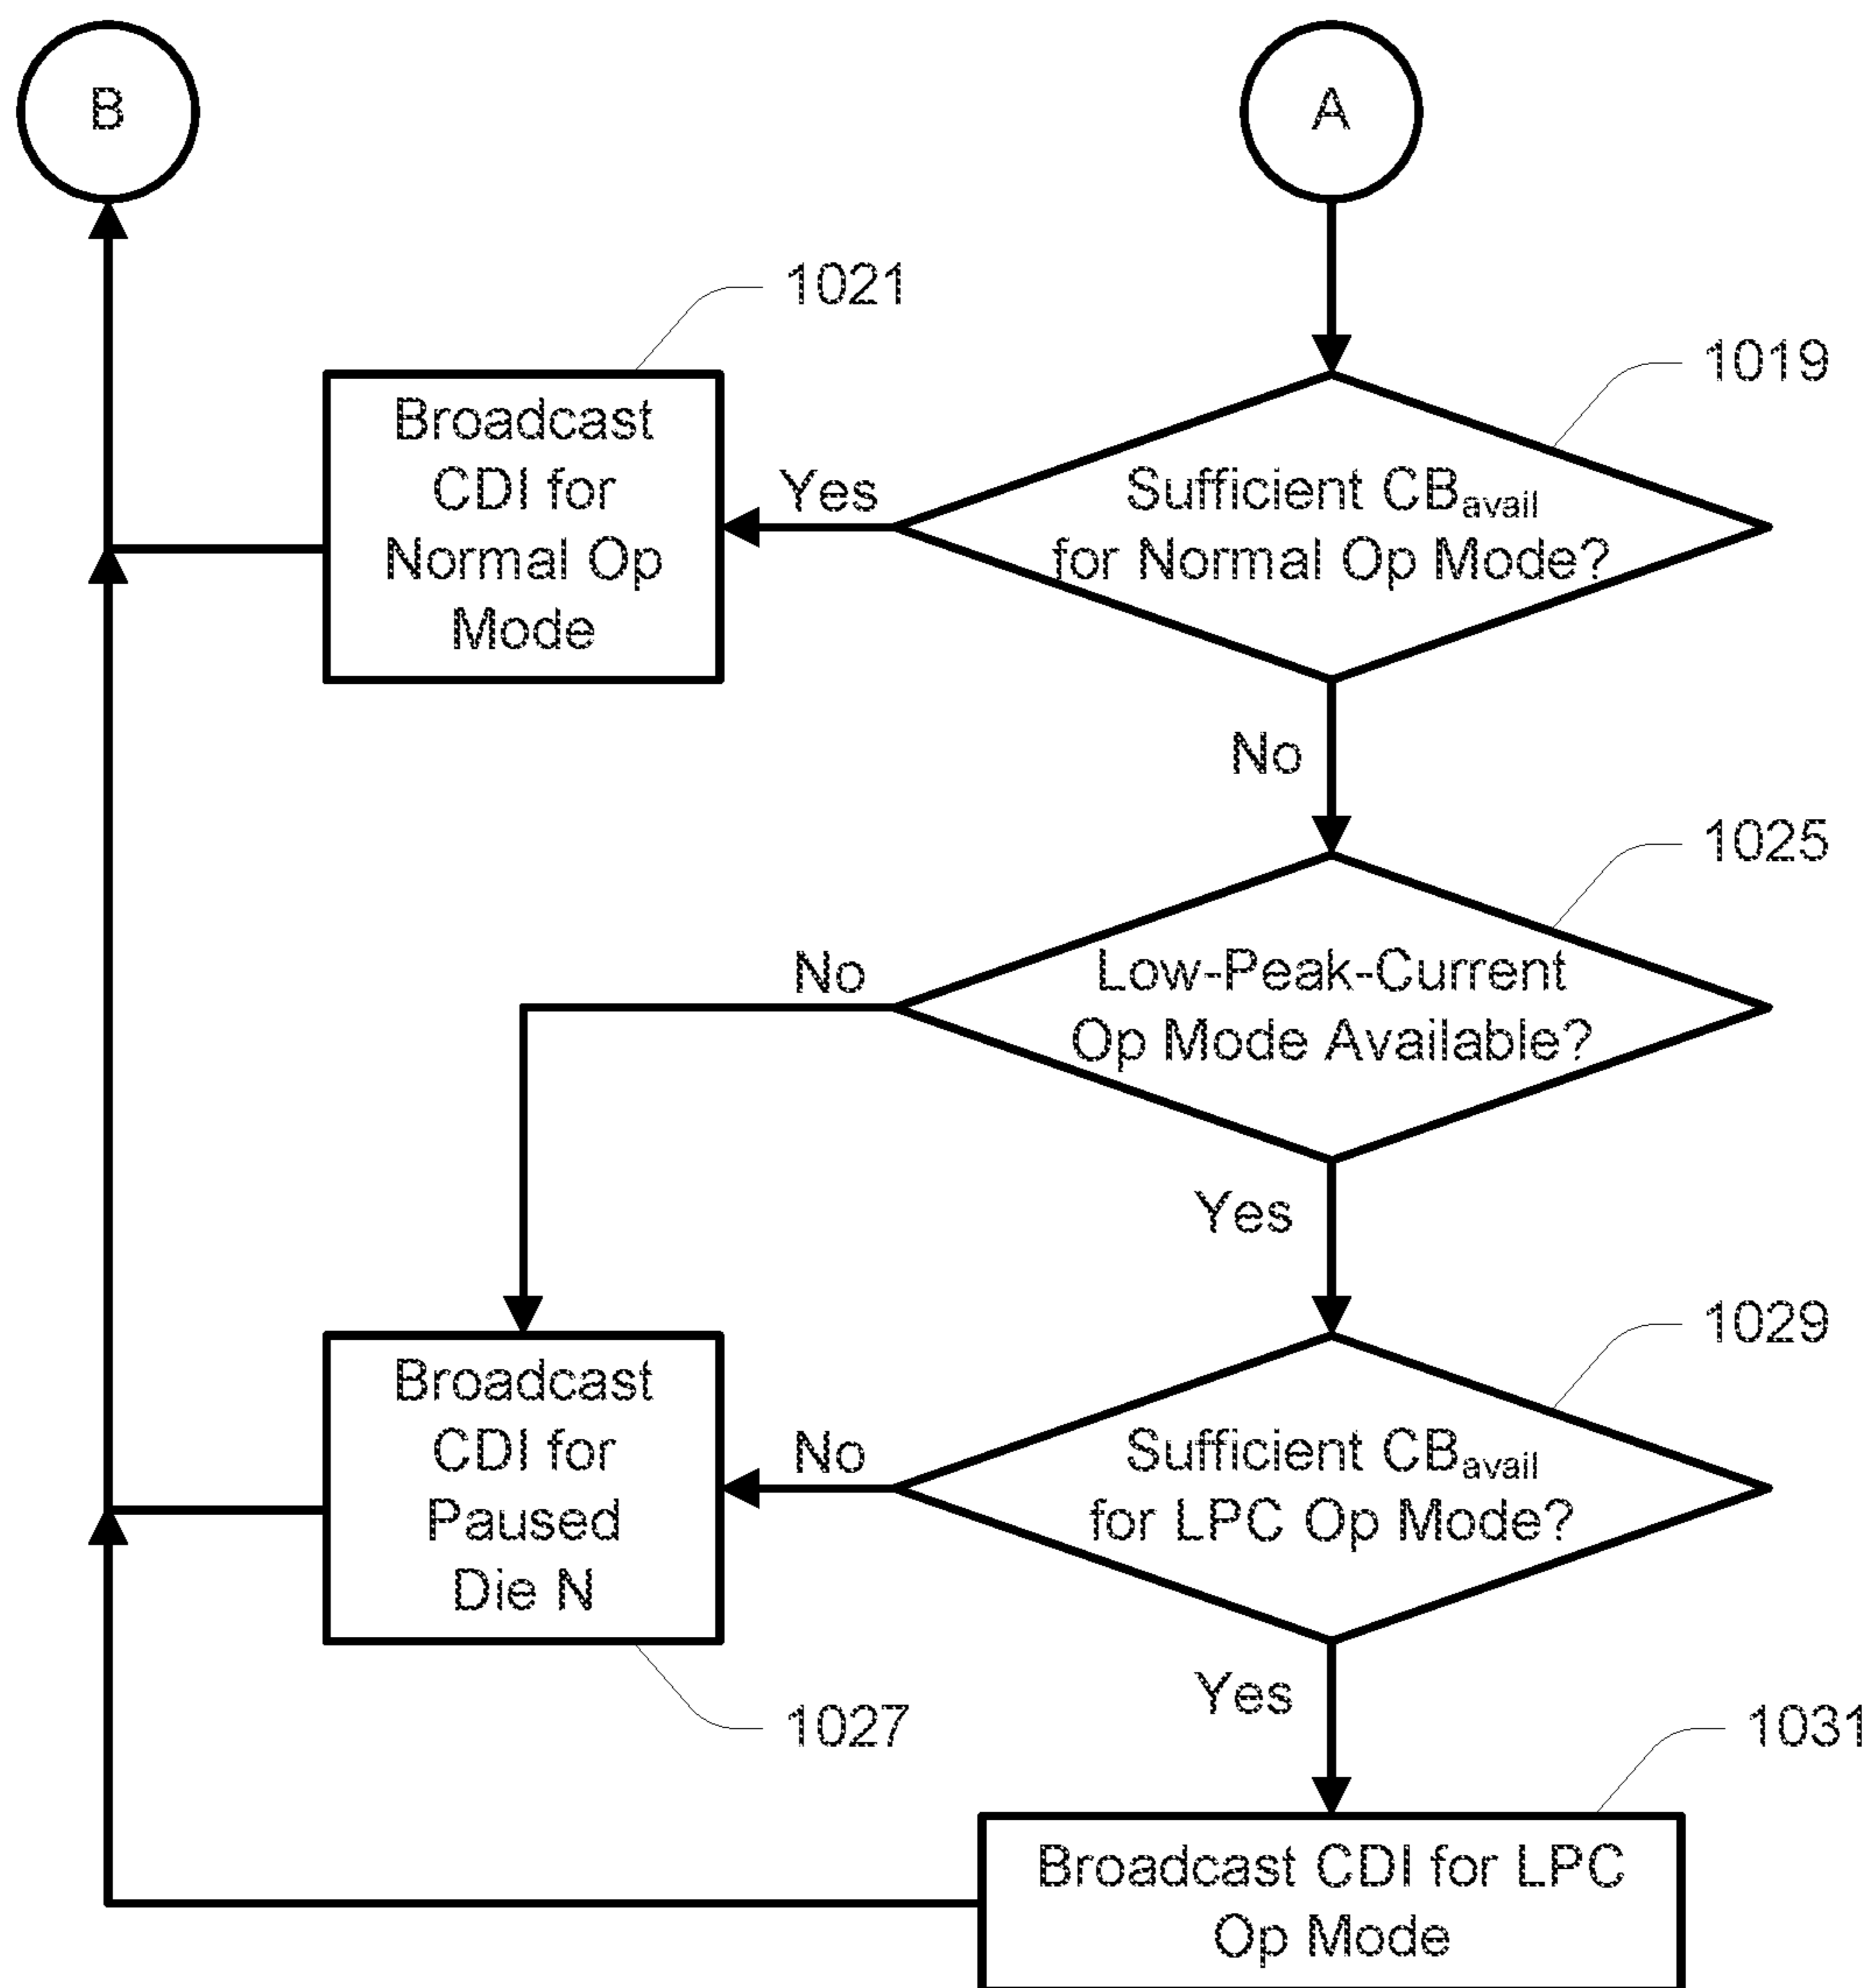 B
A
1021
1019
Broadcast
CDI for
Normal Op
Mode
Yes
Sufficient CBavail
for Normal Op Mode?
No
1025
No
Low-Peak-Current
Op Mode Available?
Yes
1029
Broadcast
CDI for
Paused
Die N
No
Sufficient CBavail
for LPC Op Mode?
Yes
1027
1031
Broadcast CDI for LPC
Op Mode